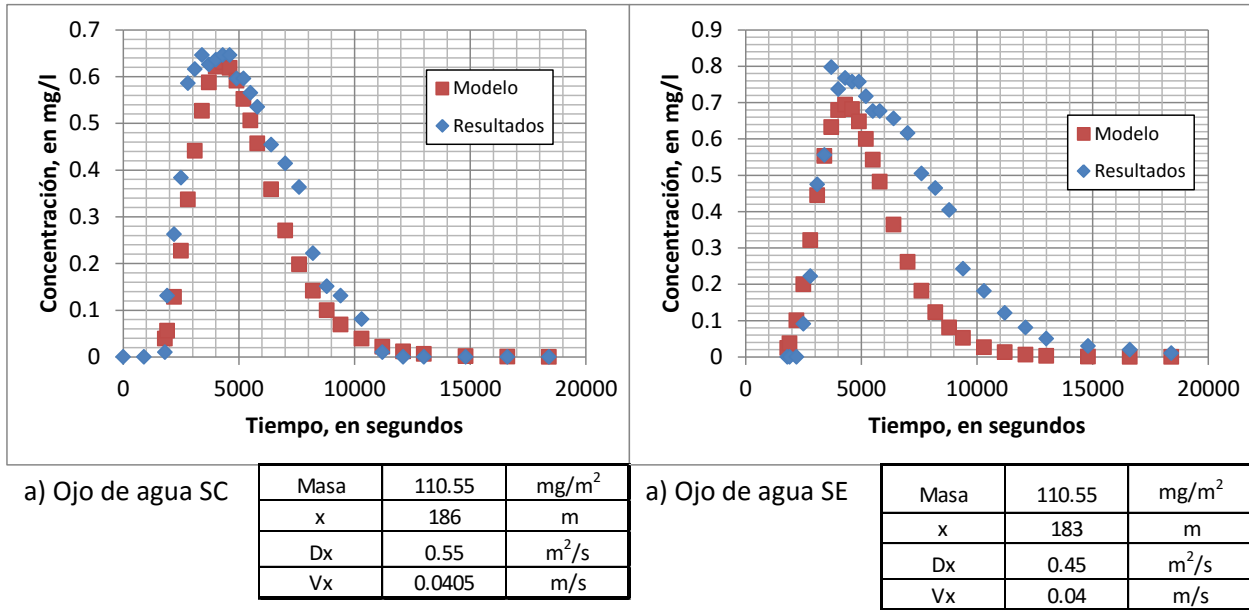 0.7
0.6
0.5
0.4
0.3
0.2
0.1
0
Concentración, en mg/l
0 5000 10000 15000 20000
Tiempo, en segundos
Modelo
Resultados
0.9
0.8
0.7
0.6
0.5
0.4
0.3
0.2
0.1
0
Concentración, en mg/l
0 5000 10000 15000 20000
Tiempo, en segundos
Modelo
Resultados
a) Ojo de agua SC
Masa 110.55 mg/m²
x 186 m
Dx 0.55 m²/s
Vx 0.0405 m/s
a) Ojo de agua SE
Masa 110.55 mg/m²
x 183 m
Dx 0.45 m²/s
Vx 0.04 m/s